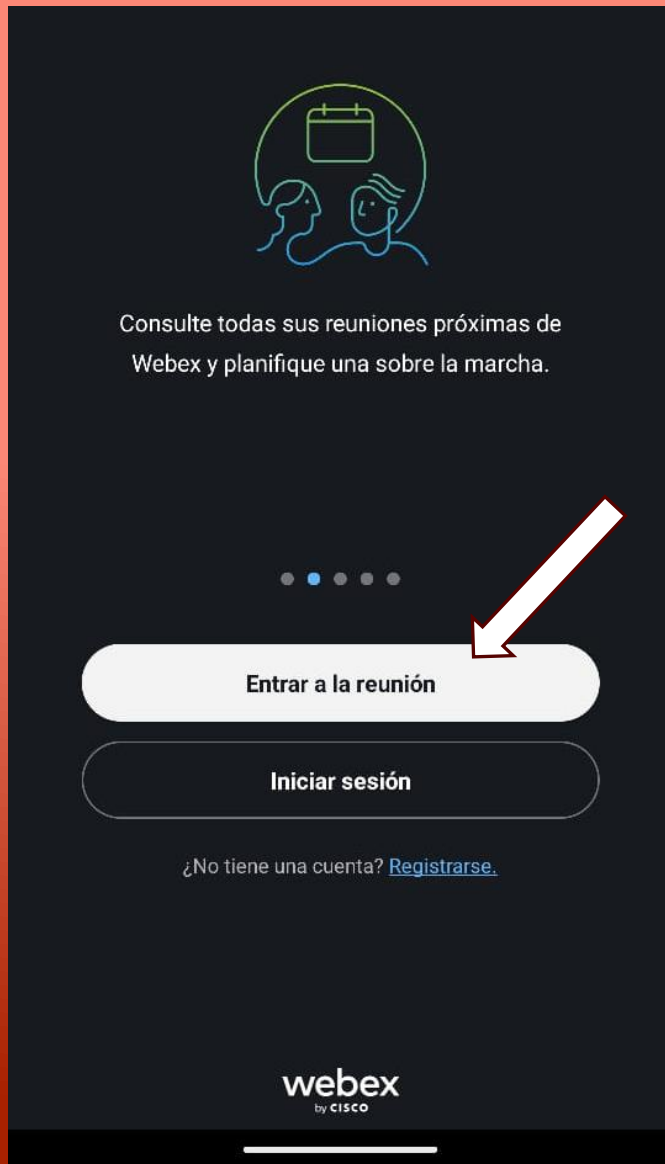 Consulte todas sus reuniones próximas de
Webex y planifique una sobre la marcha.
Entrar a la reunión
Iniciar sesión
¿No tiene una cuenta? Registrarse.
webex
by CISCO